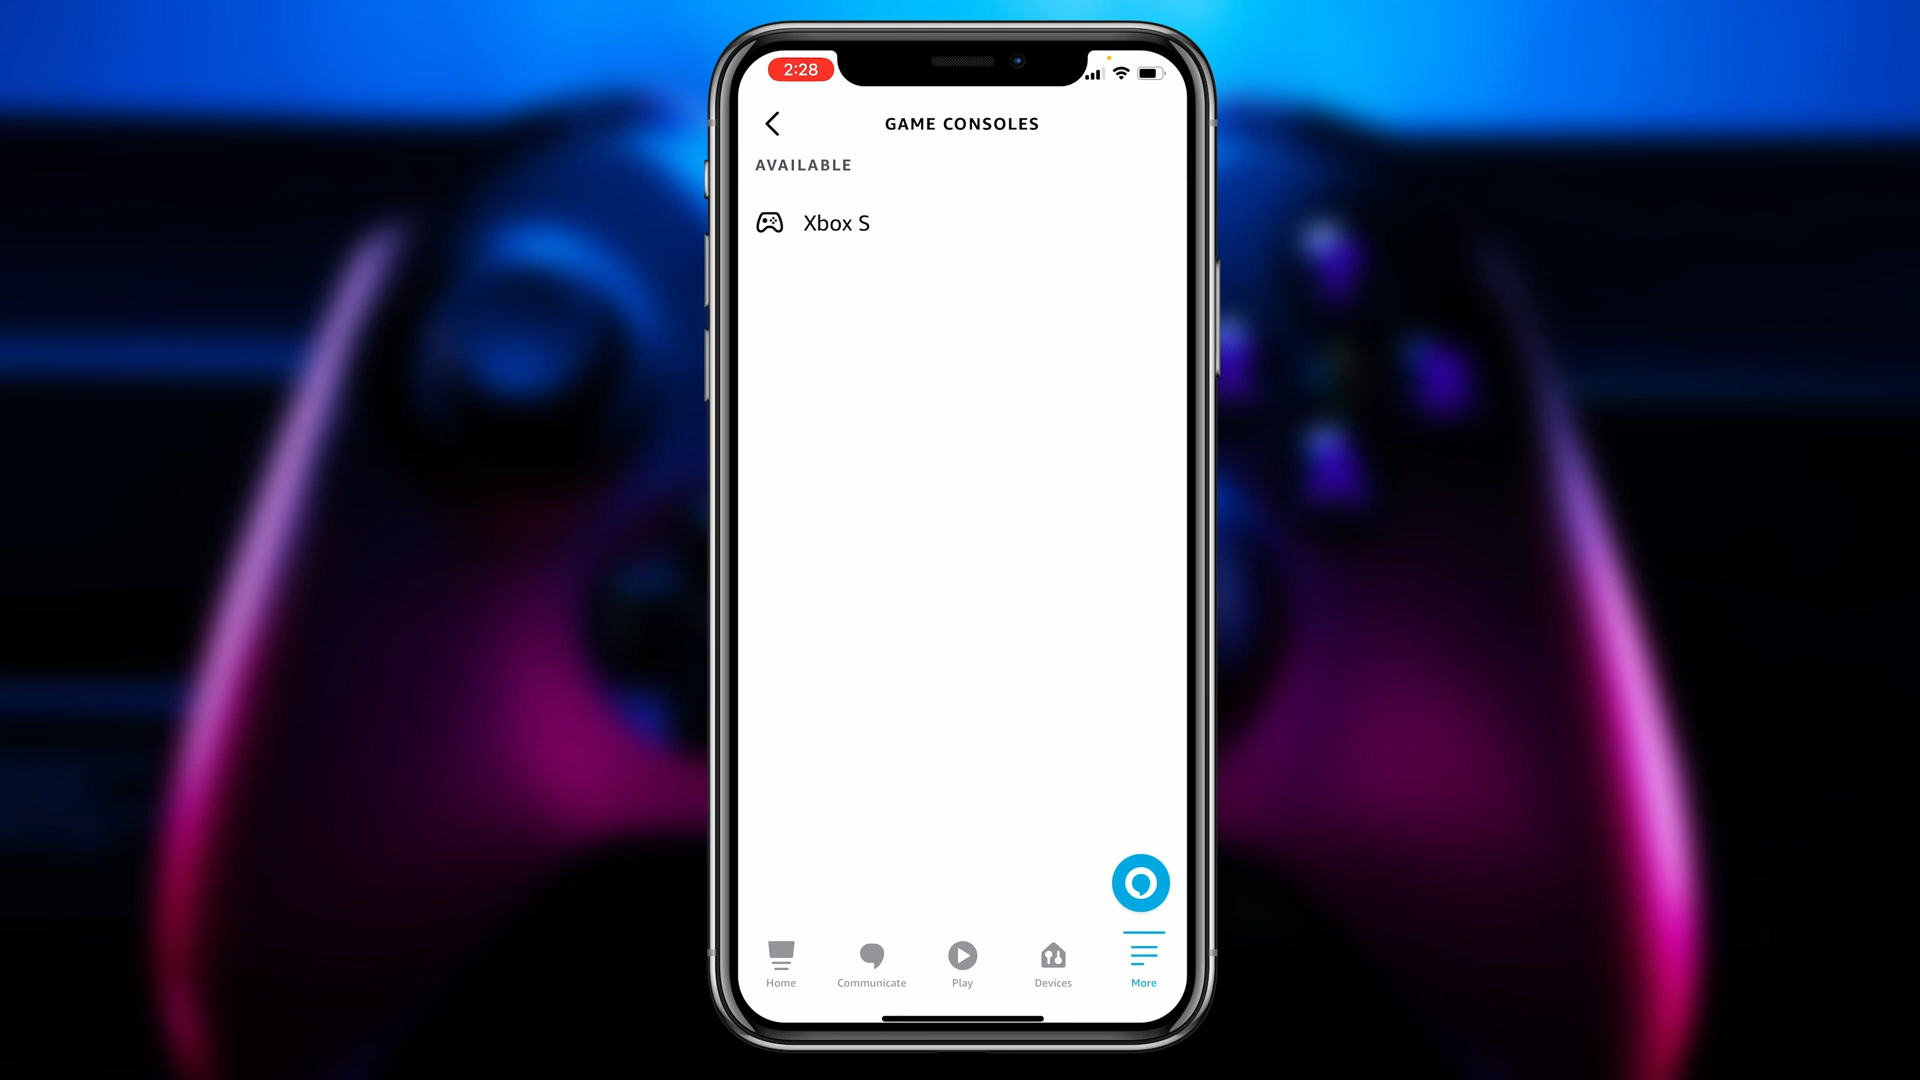 2:28
GAME CONSOLES
AVAILABLE
Xbox S
Home
Communicate
Play
Devices
More